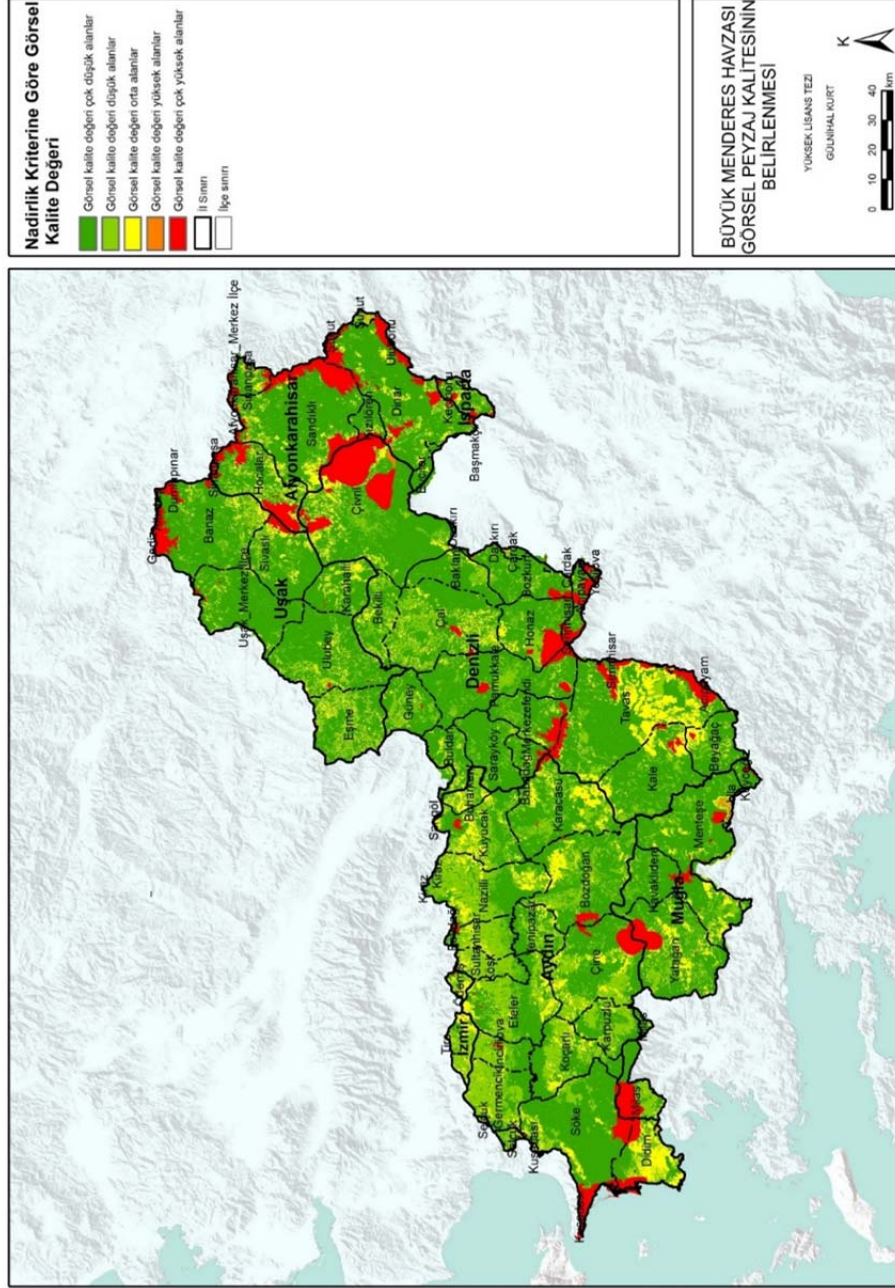 Nadirlik Kriterine Göre Görsel
Kalite Değeri
Görsel kalite değeri çok düşük alanlar
Görsel kalite değeri düşük alanlar
Görsel kalite değeri orta alanlar
Görsel kalite değeri yüksek alanlar
Görsel kalite değeri çok yüksek alanlar
İl Sınırı
İlçe sınırı
BÜYÜK MENDERES HAVZASI
GÖRSEL PEYZAJ KALİTESİNİN
BELİRLENMESİ
YÜKSEK LİSANS TEZİ
GÜLNİHAL KURT
K
0 10 20 30 40
km
Dumlupınar
Banaz
Uşak_Merkez İlçe
Sivaslı
Uşak
Ulubey
Karahallı
Eşme
Hocalar
Afyonkarahisar
Sandıklı
Sinanpaşa
Dinar
Isparta
Başmakçı
Çivril
Bekilli
Çal
Baklan
Güney
Denizli
Pamukkale
Merkezefendi
Honaz
Bozkurt
Çardak
Buldan
Sarayköy
Tavas
Kale
Beyağaç
Karacasu
Kuyucak
Nazilli
Sultanhisar
Köşk
Yenipazar
Bozdoğan
Aydın
Çine
Efeler
İzmir
Germencik
Koçarlı
Karpuzlu
Söke
Didim
Kavaklıdere
Muğla
Yatağan
Menteşe